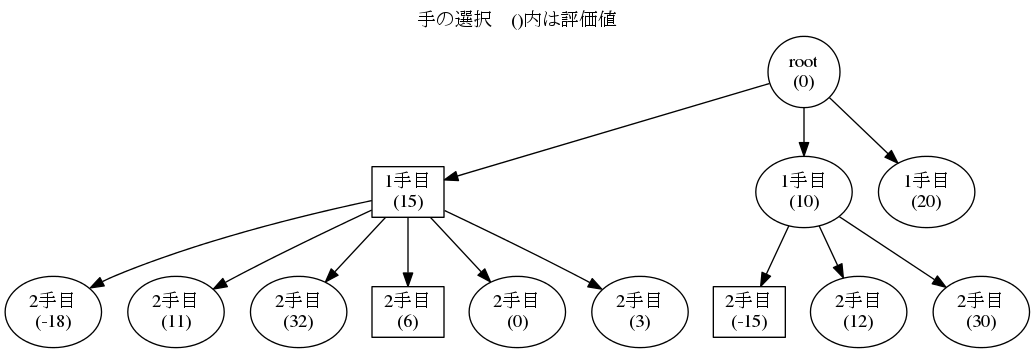 手の選択　()内は評価値
root
(0)
1手目
(15)
1手目
(10)
1手目
(20)
2手目
(-18)
2手目
(11)
2手目
(32)
2手目
(6)
2手目
(0)
2手目
(3)
2手目
(-15)
2手目
(12)
2手目
(30)